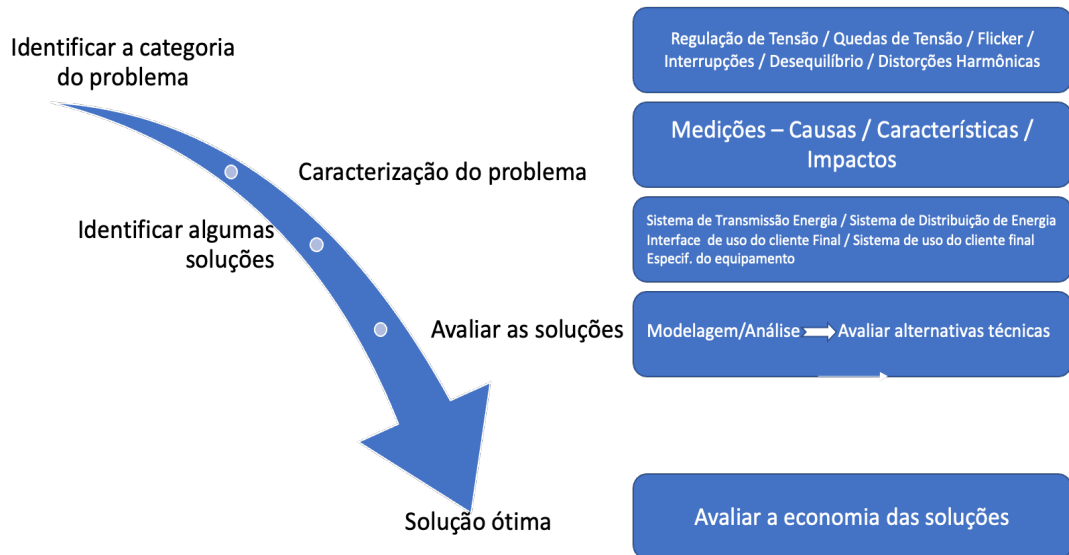 Identificar a categoria
do problema
Regulação de Tensão / Quedas de Tensão / Flicker /
Interrupções / Desequilíbrio / Distorções Harmônicas
Caracterização do problema
Medições – Causas / Características /
Impactos
Identificar algumas
soluções
Sistema de Transmissão Energia / Sistema de Distribuição de Energia
Interface de uso do cliente Final / Sistema de uso do cliente final
Especif. do equipamento
Avaliar as soluções
Modelagem/Análise Avaliar alternativas técnicas
Solução ótima
Avaliar a economia das soluções